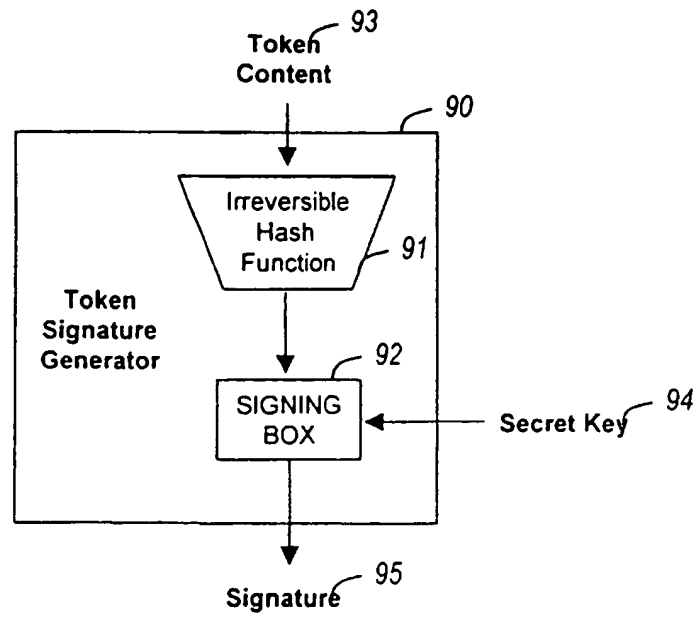 93
Token
Content
90
Irreversible
Hash
Function
91
Token
Signature
Generator
92
SIGNING
BOX
Secret Key
94
Signature
95